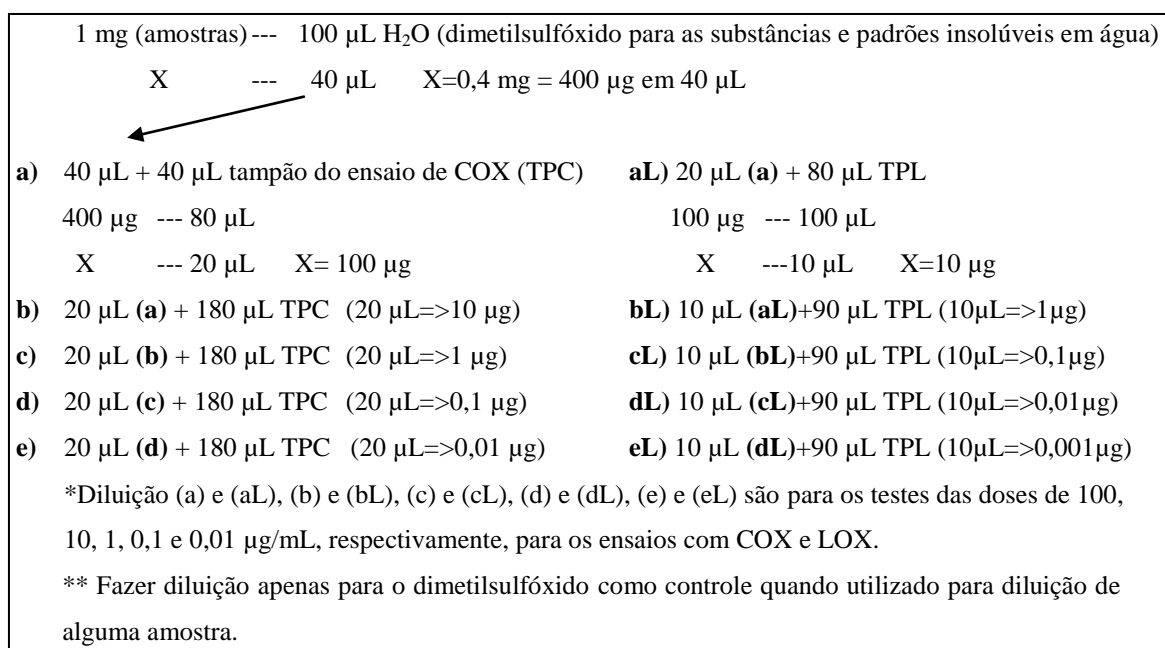 1 mg (amostras) --- 100 µL H₂O (dimetilsulfóxido para as substâncias e padrões insolúveis em água)
X --- 40 µL X=0,4 mg = 400 µg em 40 µL
a) 40 µL + 40 µL tampão do ensaio de COX (TPC) aL) 20 µL (a) + 80 µL TPL
400 µg --- 80 µL 100 µg --- 100 µL
X --- 20 µL X= 100 µg X ---10 µL X=10 µg
b) 20 µL (a) + 180 µL TPC (20 µL=>10 µg) bL) 10 µL (aL)+90 µL TPL (10µL=>1µg)
c) 20 µL (b) + 180 µL TPC (20 µL=>1 µg) cL) 10 µL (bL)+90 µL TPL (10µL=>0,1µg)
d) 20 µL (c) + 180 µL TPC (20 µL=>0,1 µg) dL) 10 µL (cL)+90 µL TPL (10µL=>0,01µg)
e) 20 µL (d) + 180 µL TPC (20 µL=>0,01 µg) eL) 10 µL (dL)+90 µL TPL (10µL=>0,001µg)
*Diluição (a) e (aL), (b) e (bL), (c) e (cL), (d) e (dL), (e) e (eL) são para os testes das doses de 100,
10, 1, 0,1 e 0,01 µg/mL, respectivamente, para os ensaios com COX e LOX.
** Fazer diluição apenas para o dimetilsulfóxido como controle quando utilizado para diluição de
alguma amostra.